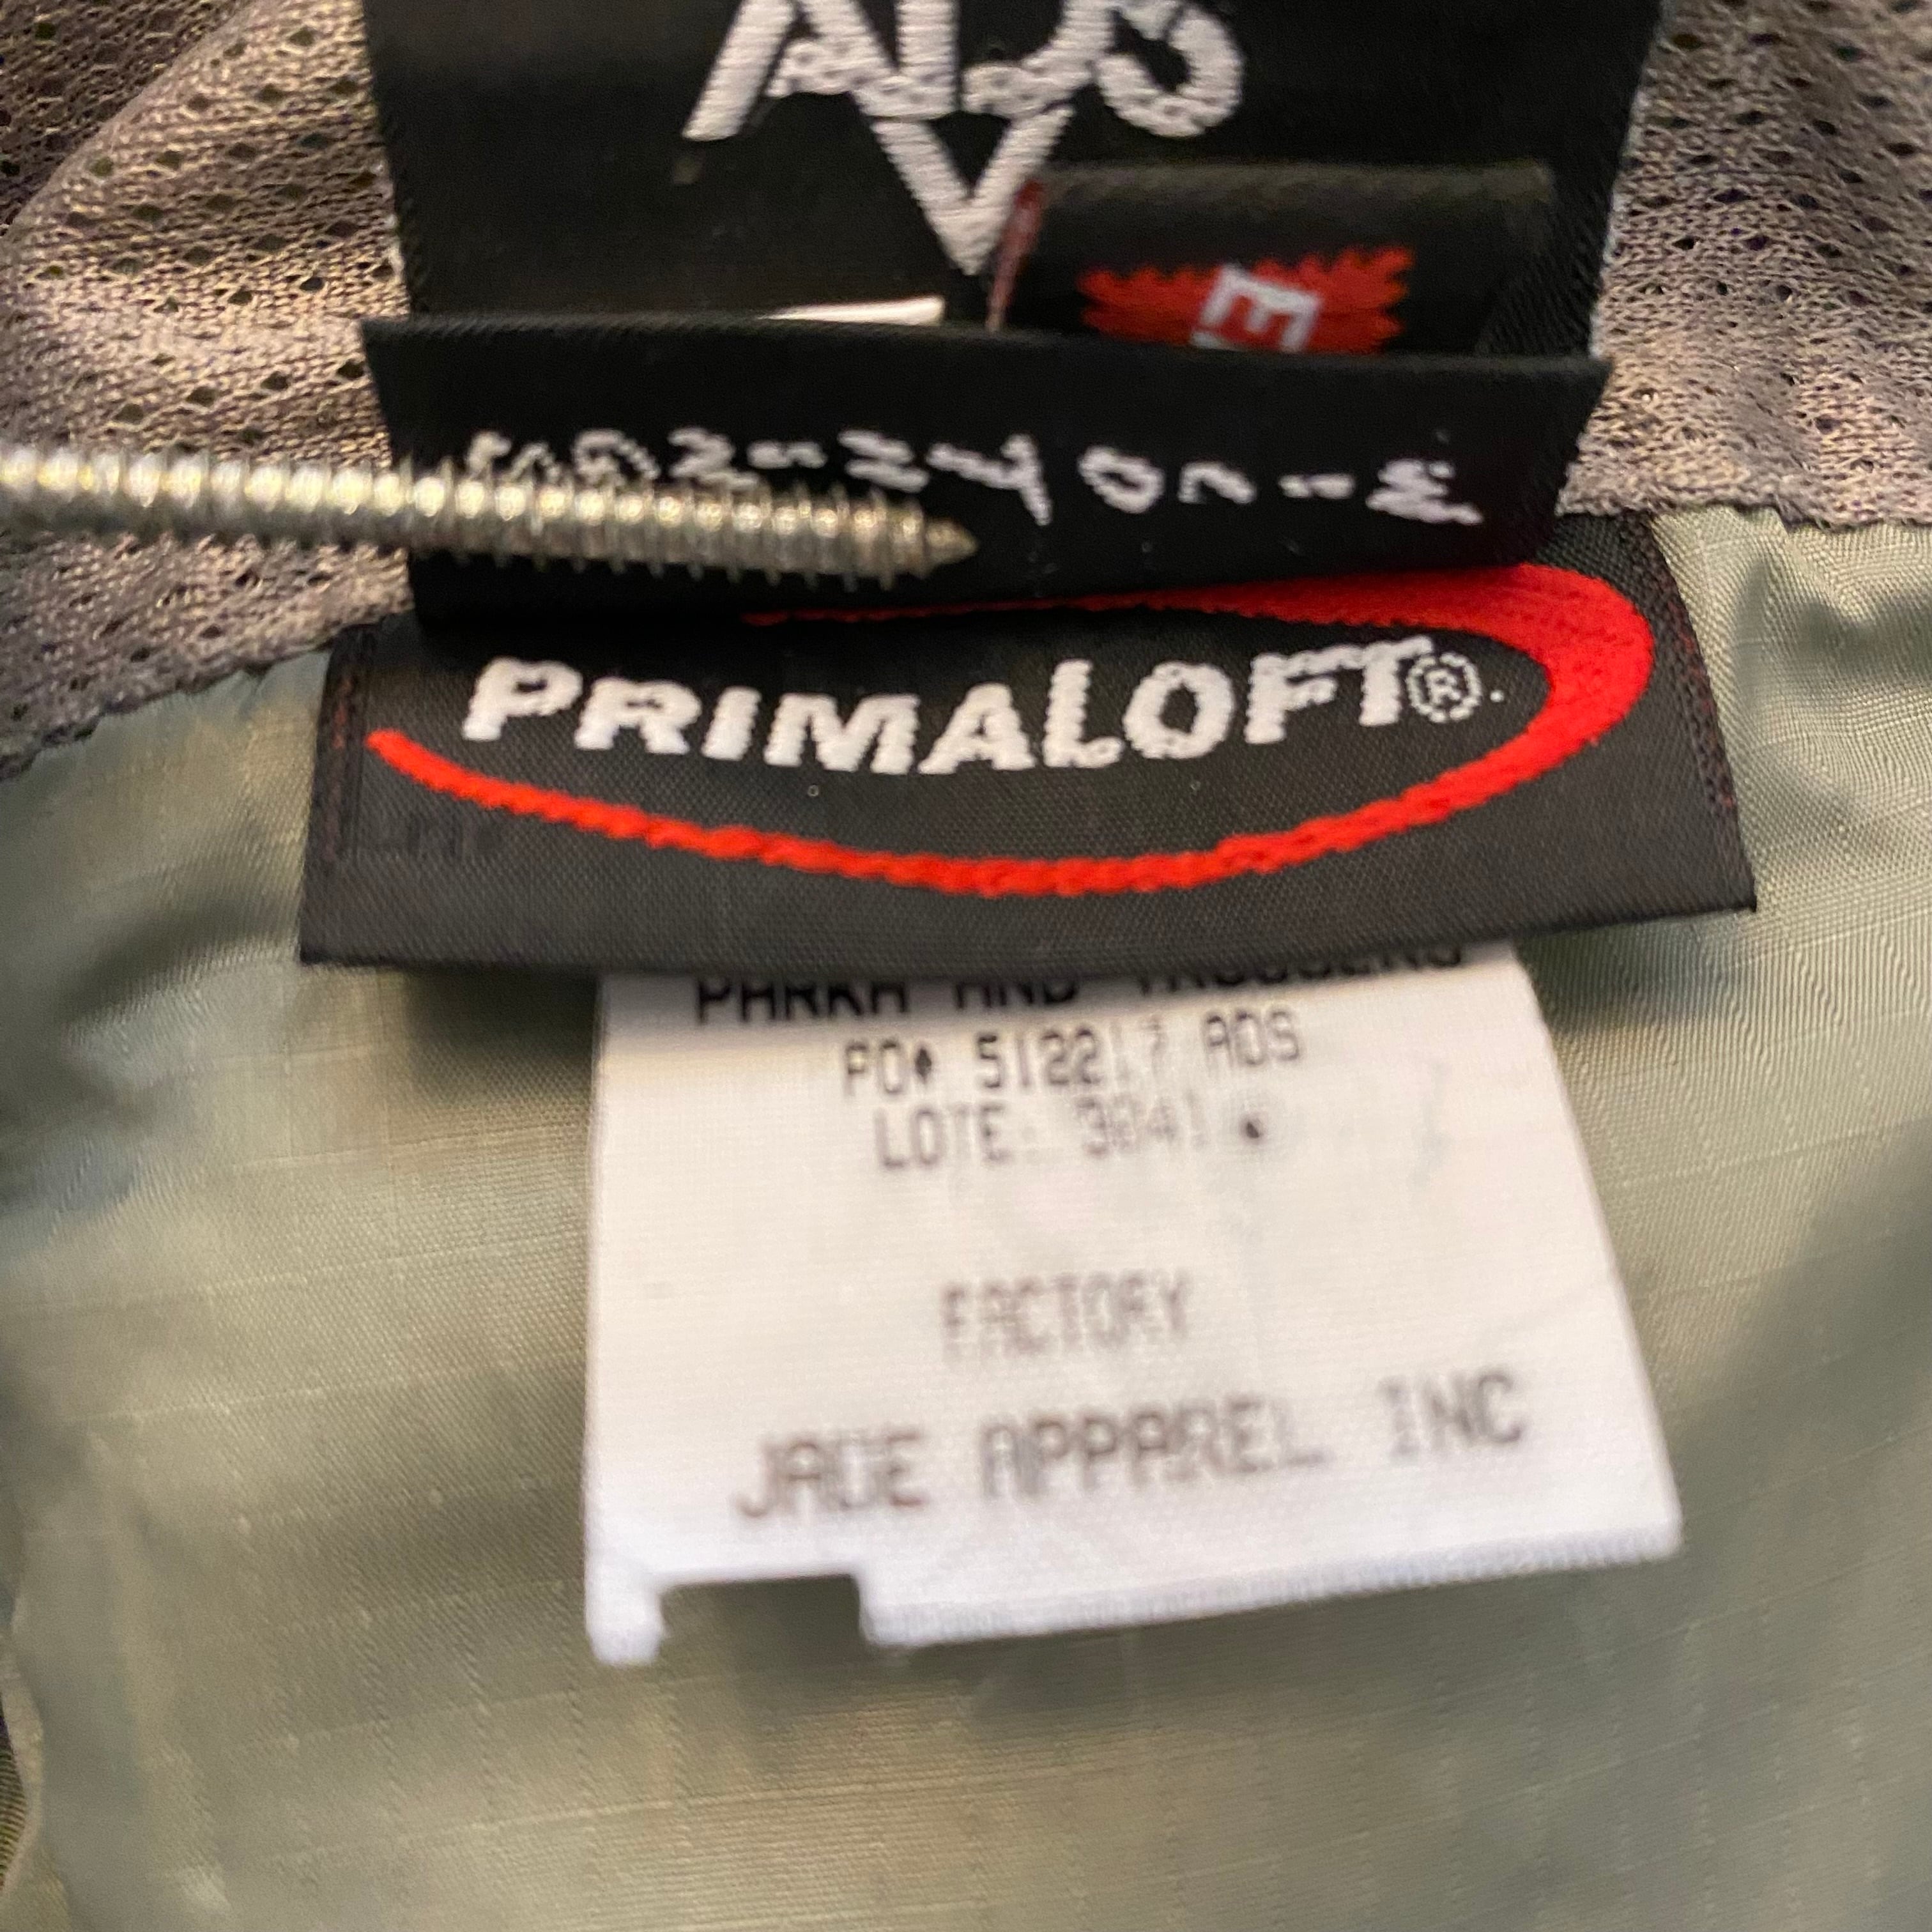 ADS
E
PRIMALOFT®
PARKA AND TROUSERS
PO# 512217 ADS
LOTE: 3041
FACTORY
JADE APPAREL INC